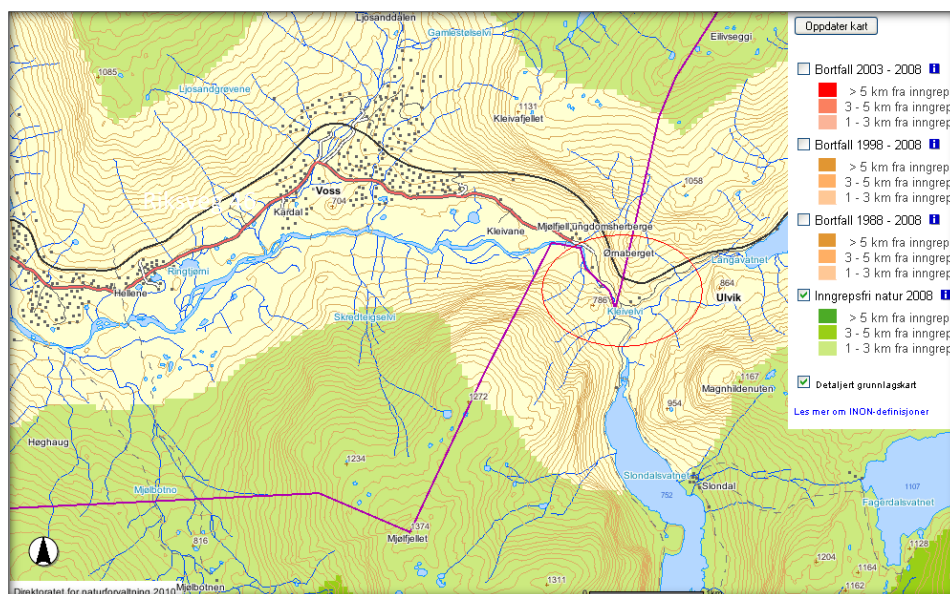 Ljosanddalen
Gamlestølselvi
Eilivseggi
1085
Ljosandgrøvene
1131
Kleivafjellet
1058
Voss
704
Kårdal
Kleivane
Mjølfjell ungdomsherberge
Ørnaberget
Langavatnet
Ringtjørni
Hellene
864
Ulvik
786
Kleivelvi
Skredteigselvi
1167
Magnhildenuten
1272
954
Høghaug
1234
Slondalsvatnet
Slondal
Mjølbotno
752
1107
Fagerdalsvatnet
1374
Mjølfjellet
816
1128
1204
1162
1311
1164
Mjølbotnen
Direktoratet for naturforvaltning 2010
0
Oppdater kart
Bortfall 2003 - 2008 i
> 5 km fra inngrep
3 - 5 km fra inngrep
1 - 3 km fra inngrep
Bortfall 1998 - 2008 i
> 5 km fra inngrep
3 - 5 km fra inngrep
1 - 3 km fra inngrep
Bortfall 1988 - 2008
> 5 km fra inngrep
3 - 5 km fra inngrep
1 - 3 km fra inngrep
Inngrepsfri natur 2008 i
> 5 km fra inngrep
3 - 5 km fra inngrep
1 - 3 km fra inngrep
Detaljert grunnlagskart
Les mer om INON-definisjoner